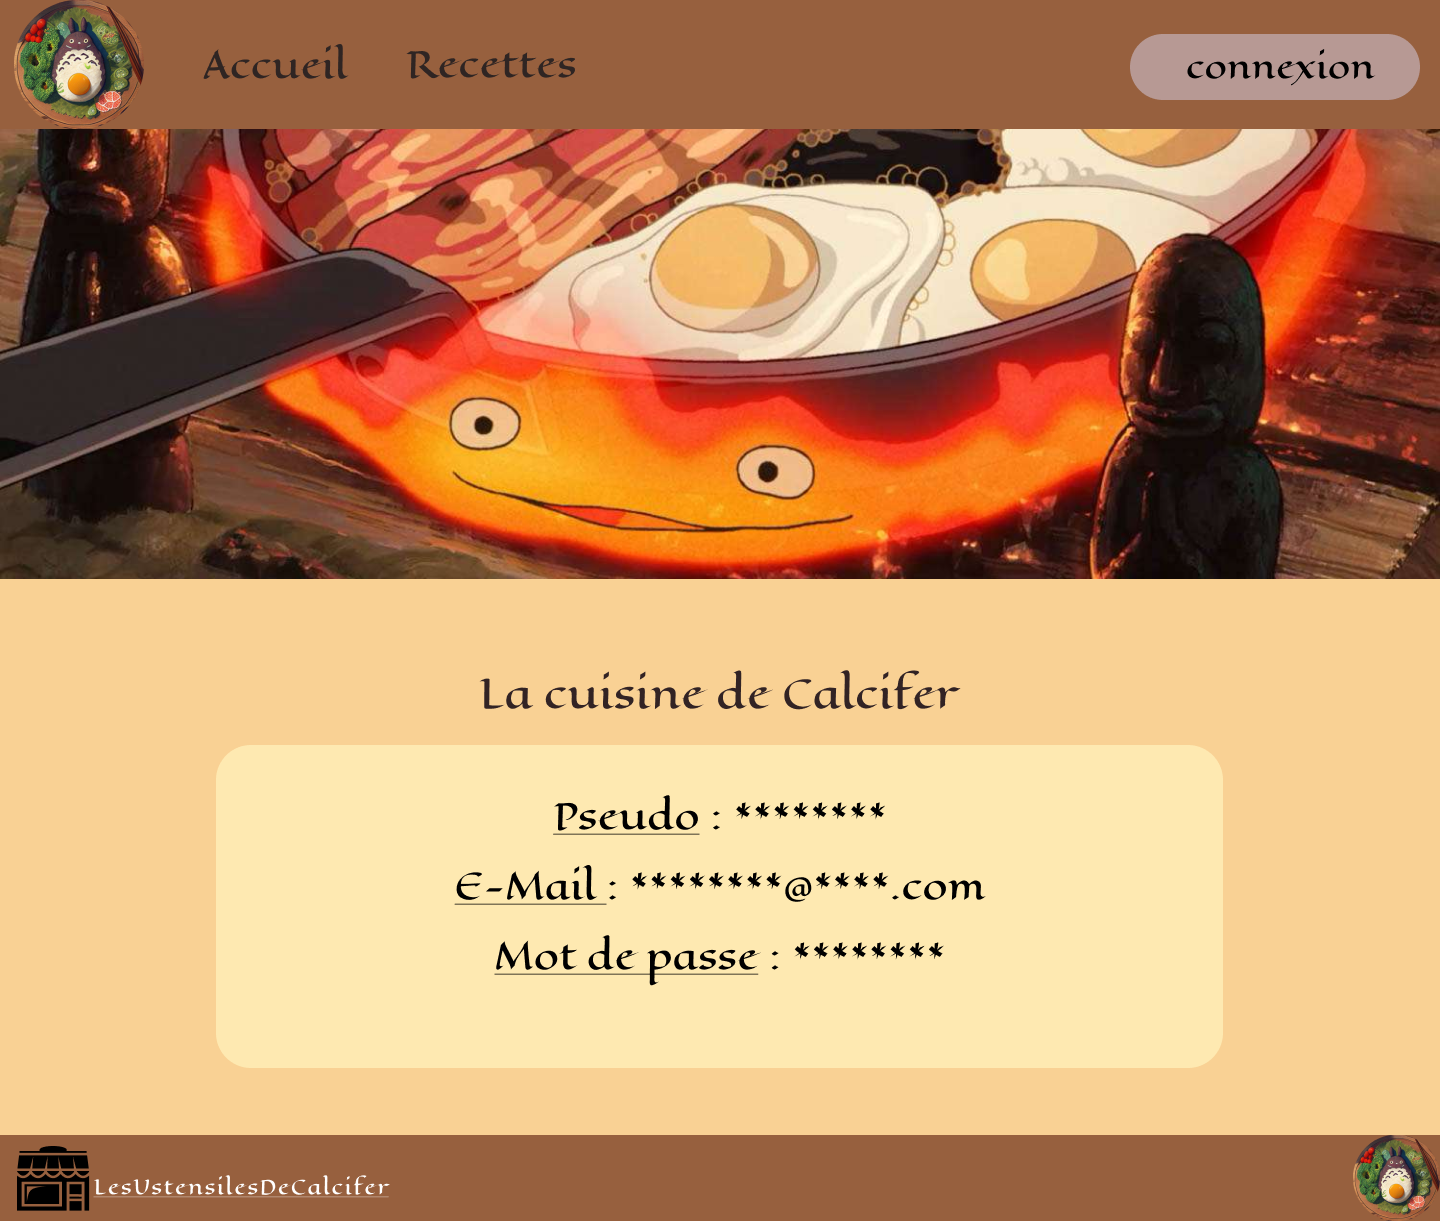 Accueil Recettes connexion
La cuisine de Calcifer
Pseudo : ********
E-Mail : ********@****.com
Mot de passe : ********
LesUstensilesDeCalcifer